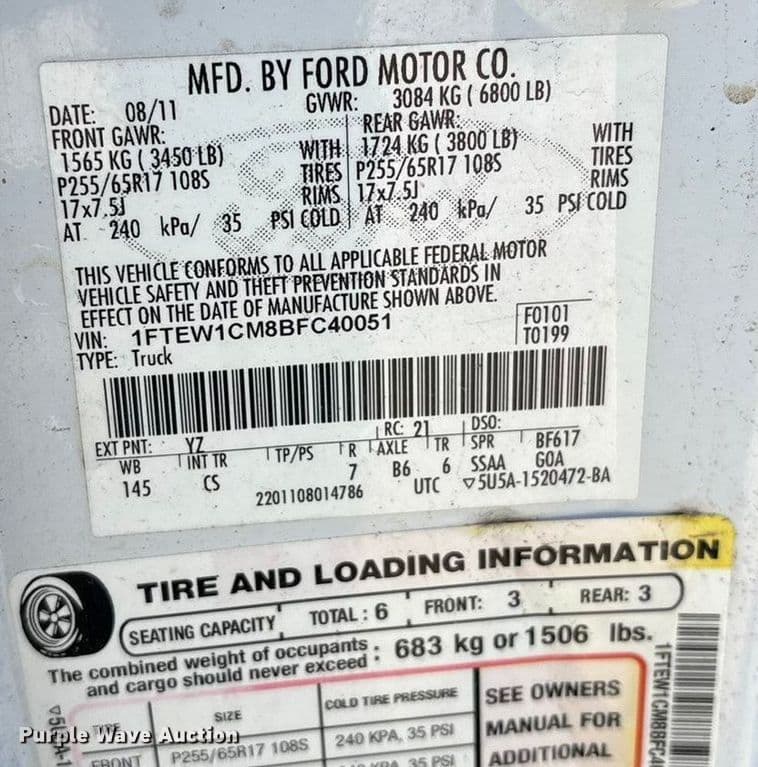 MFD. BY FORD MOTOR CO.
DATE: 08/11 GVWR: 3084 KG ( 6800 LB)
FRONT GAWR: REAR GAWR:
1565 KG ( 3450 LB) WITH 1724 KG ( 3800 LB) WITH
P255/65R17 108S TIRES P255/65R17 108S TIRES
17x7.5J RIMS 17x7.5J RIMS
AT 240 kPa/ 35 PSI COLD AT 240 kPa/ 35 PSI COLD
THIS VEHICLE CONFORMS TO ALL APPLICABLE FEDERAL MOTOR
VEHICLE SAFETY AND THEFT PREVENTION STANDARDS IN
EFFECT ON THE DATE OF MANUFACTURE SHOWN ABOVE.
VIN: 1FTEW1CM8BFC40051 F0101
TYPE: Truck T0199
EXT PNT: YZ RC: 21 DSO:
WB INT TR TP/PS R AXLE TR SPR BF617
145 CS 7 B6 6 SSAA GOA
2201108014786 UTC ▽5U5A-1520472-BA
TIRE AND LOADING INFORMATION
SEATING CAPACITY TOTAL : 6 FRONT: 3 REAR: 3
The combined weight of occupants and cargo should never exceed : 683 kg or 1506 lbs.
TIRE SIZE COLD TIRE PRESSURE SEE OWNERS
FRONT P255/65R17 108S 240 KPA, 35 PSI MANUAL FOR
35 PSI ADDITIONAL
1FTEW1CM8BFC4
Purple Wave Auction